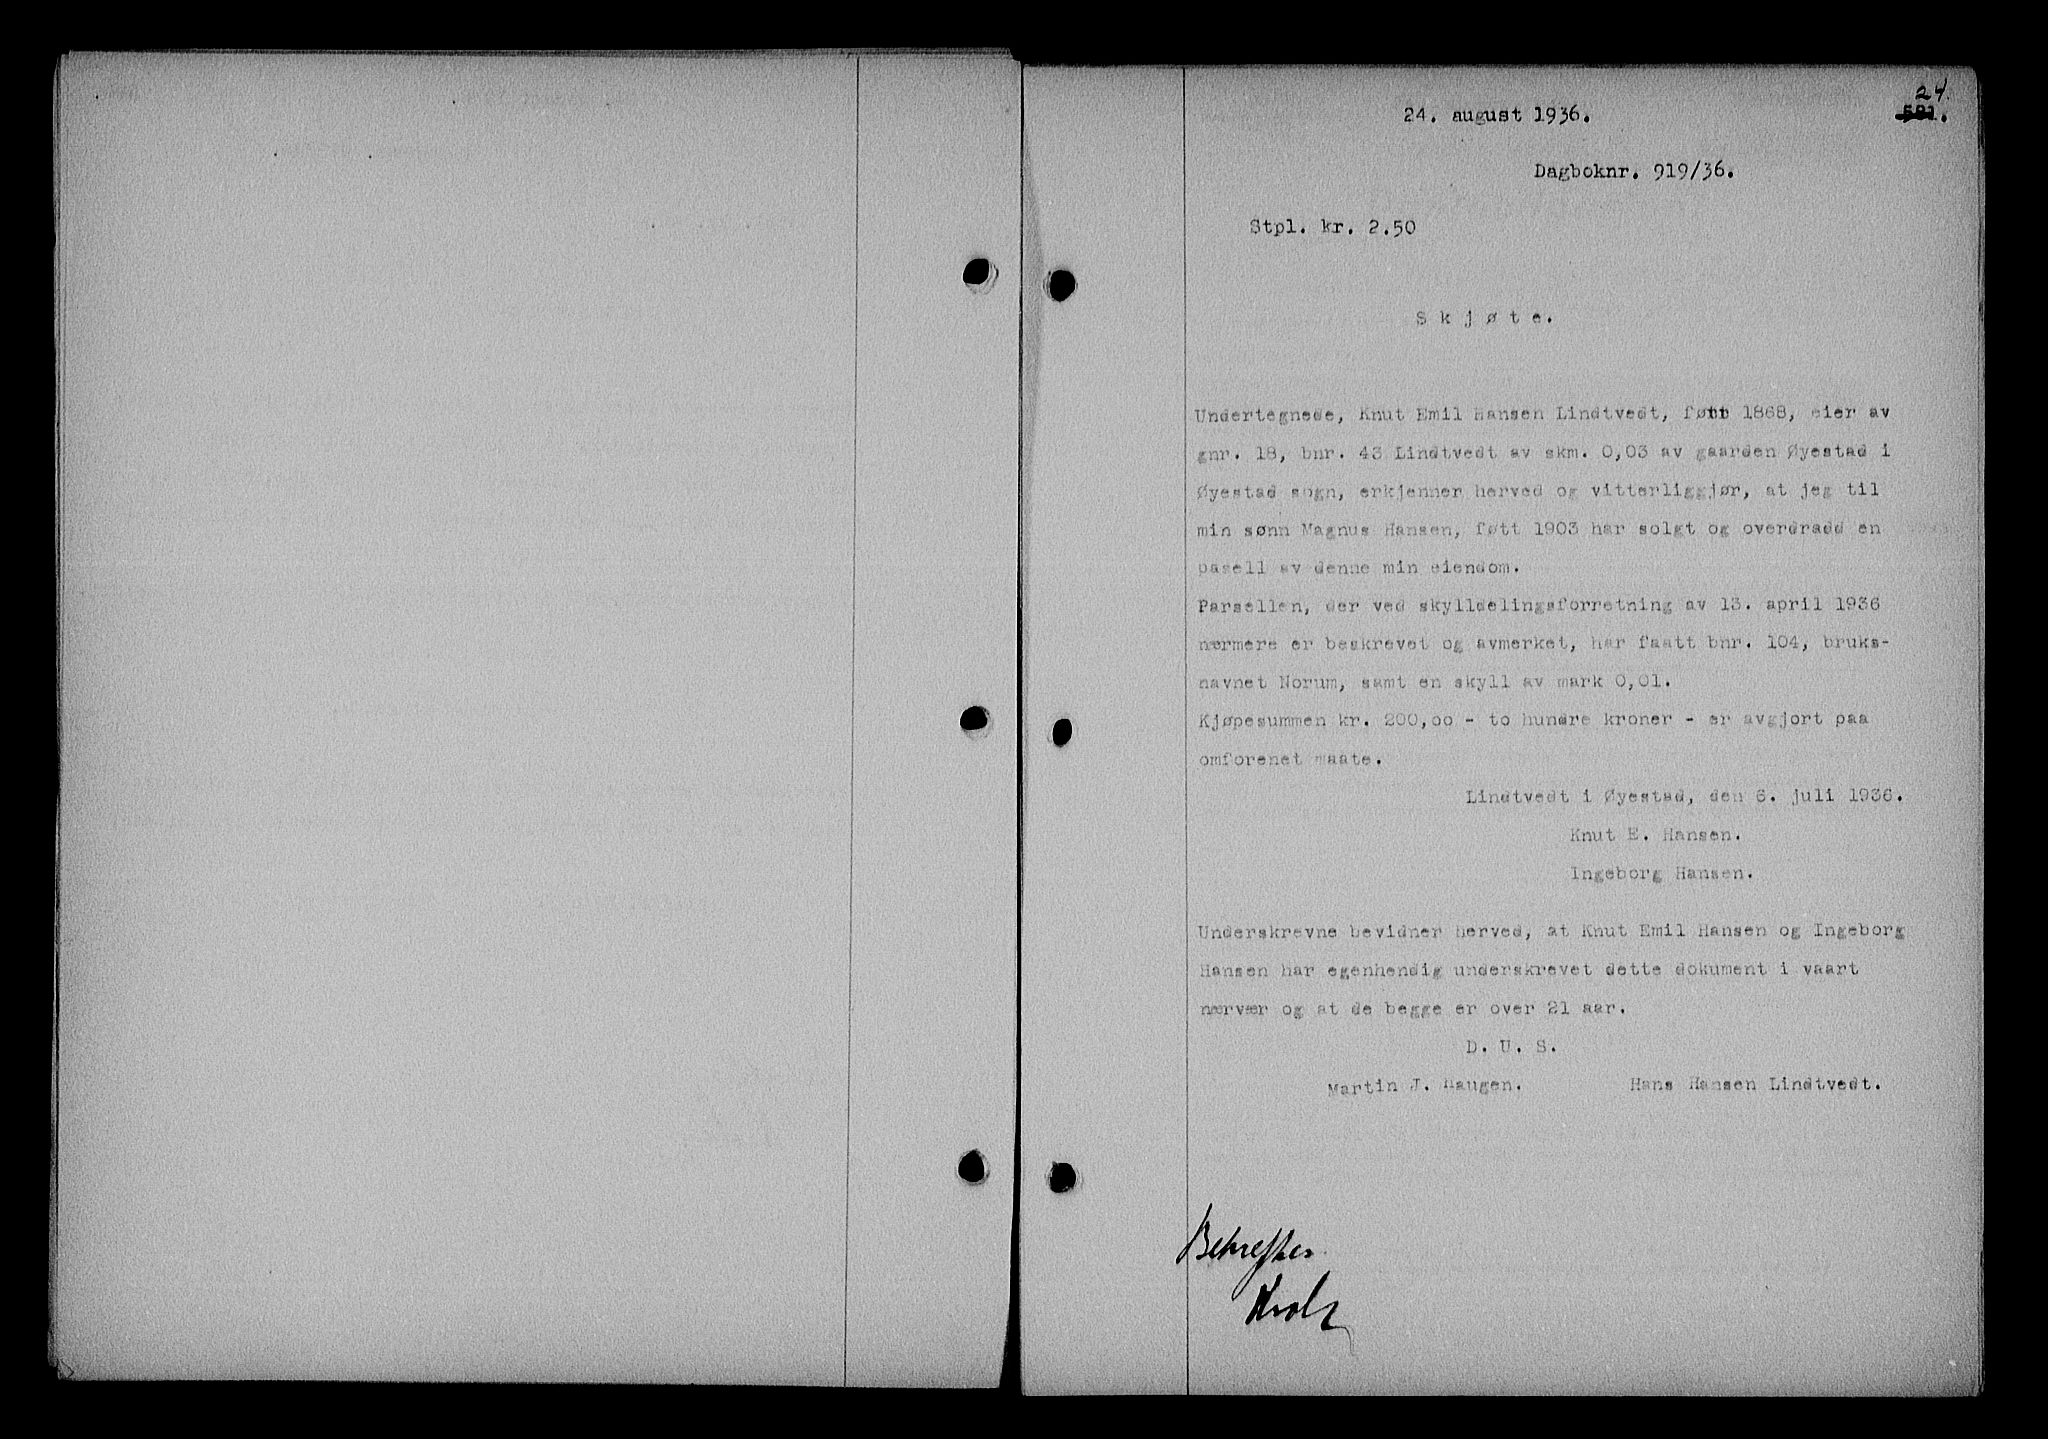 24.
24. august 1936.
591.
Dagboknr. 919/36.
Stpl. kr. 2.50
Skjøte.
Undertegnede, Knut Emil Hansen Lindtvedt, føtt 1868, eier av
gnr. 18, bnr. 43 Lindtvedt av skm. 0,03 av gaarden Øyestad i
Øyestad sogn, erkjenner herved og vitterliggjør, at jeg til
min sønn Magnus Hansen, føtt 1903 har solgt og overdradd en
pasell av denne min eiendom.
Parsellen, der ved skylldelingsforretning av 13. april 1936
nærmere er beskrevet og avmerket, har faatt bnr. 104, bruks-
navnet Norum, samt en skyll av mark 0,01.
Kjøpesummen kr. 200,oo - to hundre kroner - er avgjort paa
omforenet maate.
Lindtvedt i Øyestad, den 6. juli 1936.
Knut E. Hansen.
Ingeborg Hansen.
Underskrevne bevidner herved, at Knut Emil Hansen og Ingeborg
Hansen har egenhendig underskrevet dette dokument i vaart
nærvær og at de begge er over 21 aar.
D. U. S.
Martin J. Haugen. Hans Hansen Lindtvedt.
Bekreftes